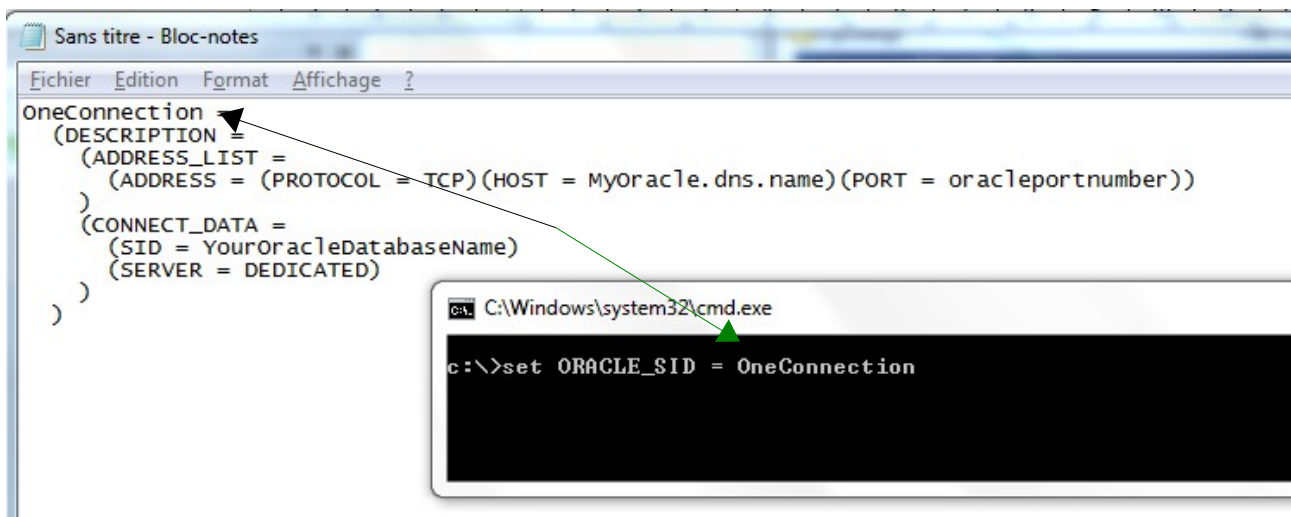 Sans titre - Bloc-notes
Fichier Edition Format Affichage ?
OneConnection =
(DESCRIPTION =
(ADDRESS_LIST =
(ADDRESS = (PROTOCOL = TCP)(HOST = MyOracle.dns.name)(PORT = oracleportnumber))
)
(CONNECT_DATA =
(SID = YourOracleDatabaseName)
(SERVER = DEDICATED)
)
)
C:\Windows\system32\cmd.exe
c:\>set ORACLE_SID = OneConnection